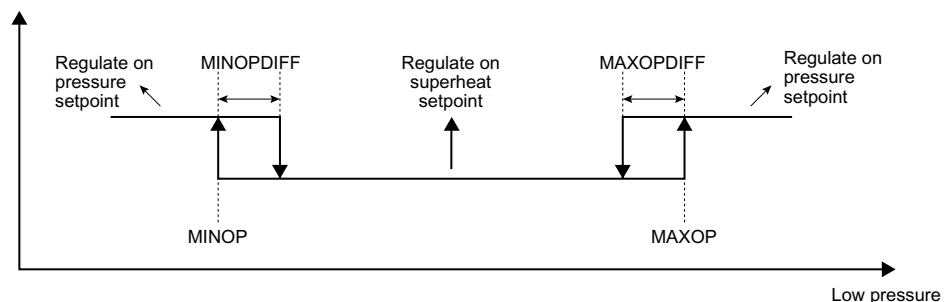 Regulate on
pressure
setpoint
MINOPDIFF
Regulate on
superheat
setpoint
MAXOPDIFF
Regulate on
pressure
setpoint
MINOP
MAXOP
Low pressure